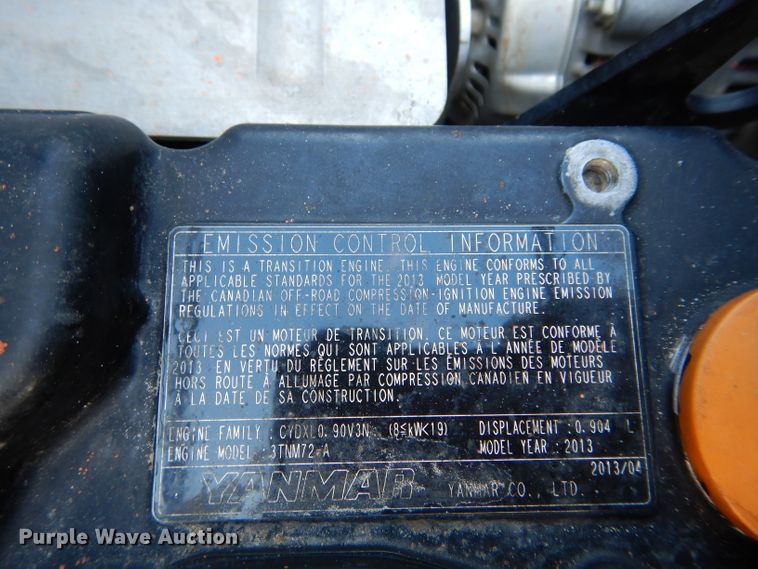 EMISSION CONTROL INFORMATION
THIS IS A TRANSITION ENGINE. THIS ENGINE CONFORMS TO ALL
APPLICABLE STANDARDS FOR THE 2013 MODEL YEAR PRESCRIBED BY
THE CANADIAN OFF-ROAD COMPRESSION-IGNITION ENGINE EMISSION
REGULATIONS IN EFFECT ON THE DATE OF MANUFACTURE.
CECI EST UN MOTEUR DE TRANSITION. CE MOTEUR EST CONFORME À
TOUTES LES NORMES QUI SONT APPLICABLES À L'ANNÉE DE MODÈLE
2013, EN VERTU DU RÈGLEMENT SUR LES ÉMISSIONS DES MOTEURS
HORS ROUTE À ALLUMAGE PAR COMPRESSION CANADIEN EN VIGUEUR
À LA DATE DE SA CONSTRUCTION.
ENGINE FAMILY : CYDXL0.90V3N (8≤kW<19) DISPLACEMENT : 0.904 L
ENGINE MODEL : 3TNM72-A MODEL YEAR : 2013
2013/04
YANMAR YANMAR CO., LTD.
Purple Wave Auction